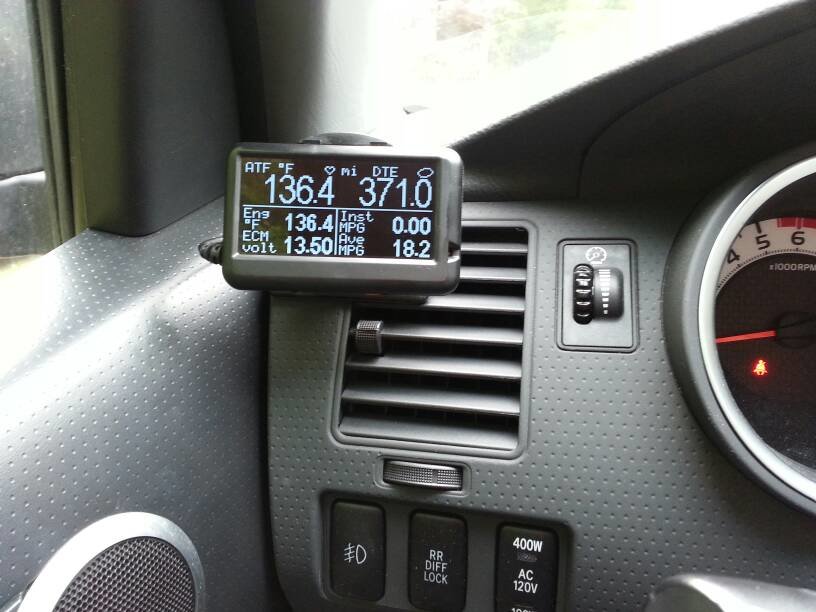 ATF °F mi DTE
136.4 371.0
Eng °F 136.4 Inst MPG 0.00
ECM volt 13.50 Ave MPG 18.2
4 5 6
x1000RPM
RR
DIFF
LOCK
400W
AC
120V